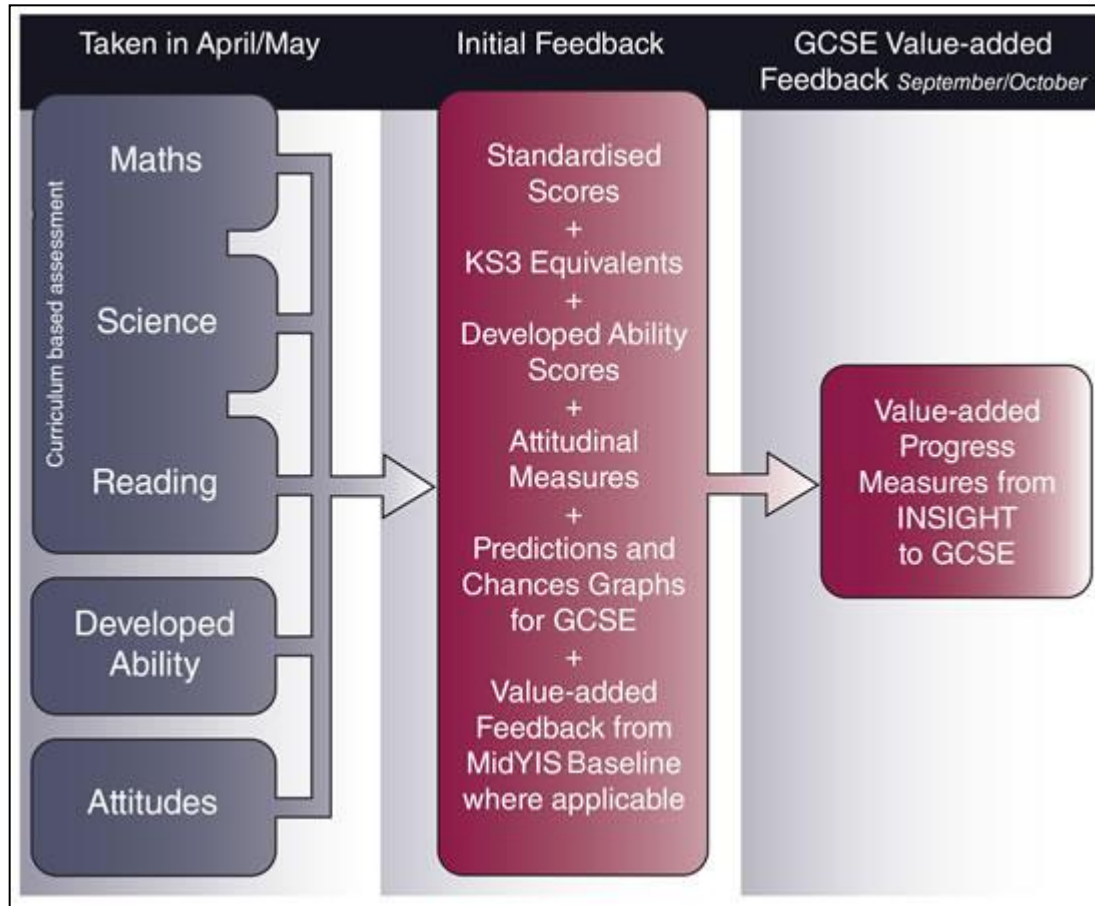 Taken in April/May
Initial Feedback
GCSE Value-added
Feedback September/October
Curriculum based assessment
Maths
Science
Reading
Developed
Ability
Attitudes
Standardised
Scores
+
KS3 Equivalents
+
Developed Ability
Scores
+
Attitudinal
Measures
+
Predictions and
Chances Graphs
for GCSE
+
Value-added
Feedback from
MidYIS Baseline
where applicable
Value-added
Progress
Measures from
INSIGHT
to GCSE